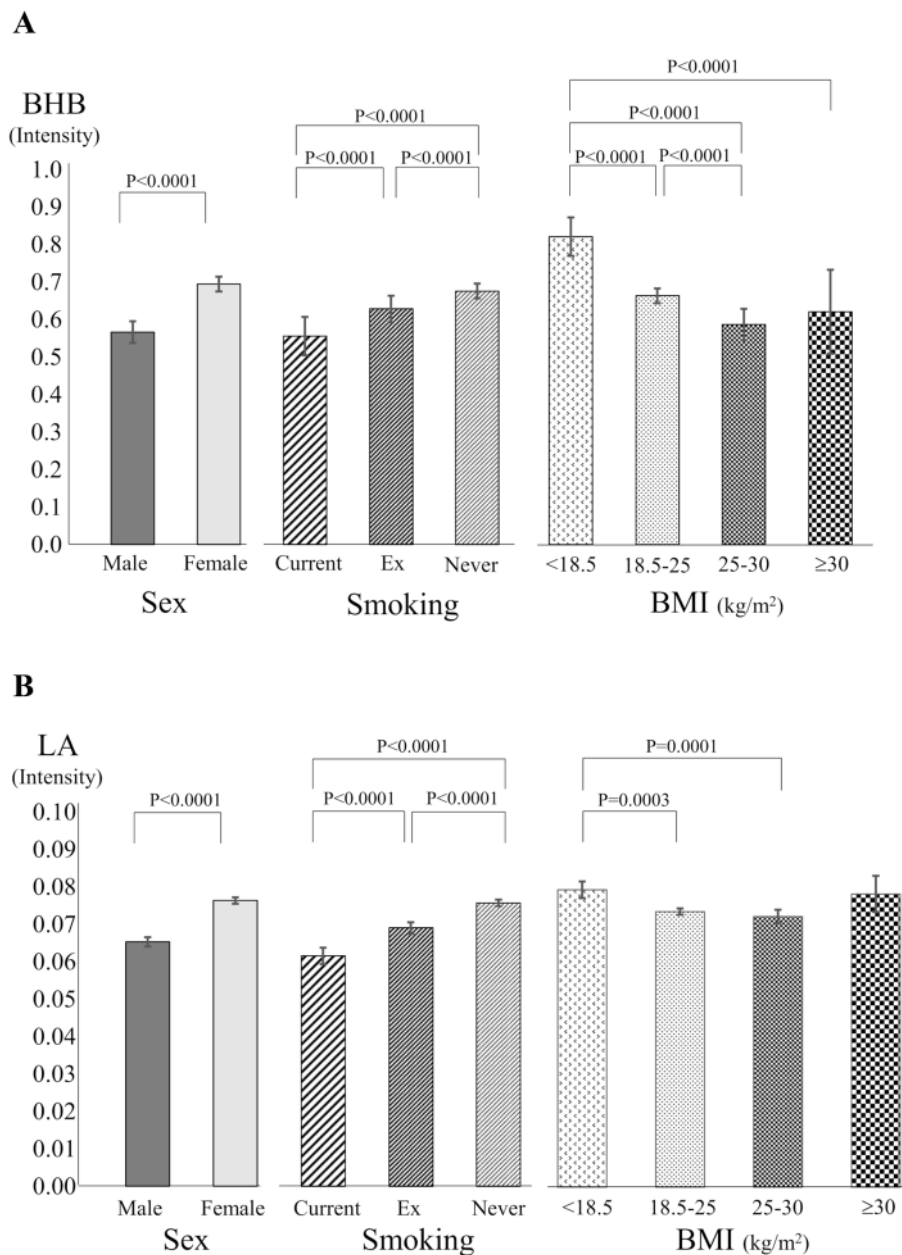 A
BHB
(Intensity)
P<0.0001
P<0.0001
P<0.0001
P<0.0001
P<0.0001 P<0.0001
P<0.0001 P<0.0001
1.0
0.9
0.8
0.7
0.6
0.5
0.4
0.3
0.2
0.1
0.0
Male Female Current Ex Never <18.5 18.5-25 25-30 ≥30
Sex Smoking BMI (kg/m²)
B
LA
(Intensity)
P<0.0001 P=0.0001
P<0.0001 P<0.0001 P<0.0001 P=0.0003
0.10
0.09
0.08
0.07
0.06
0.05
0.04
0.03
0.02
0.01
0.00
Male Female Current Ex Never <18.5 18.5-25 25-30 ≥30
Sex Smoking BMI (kg/m²)